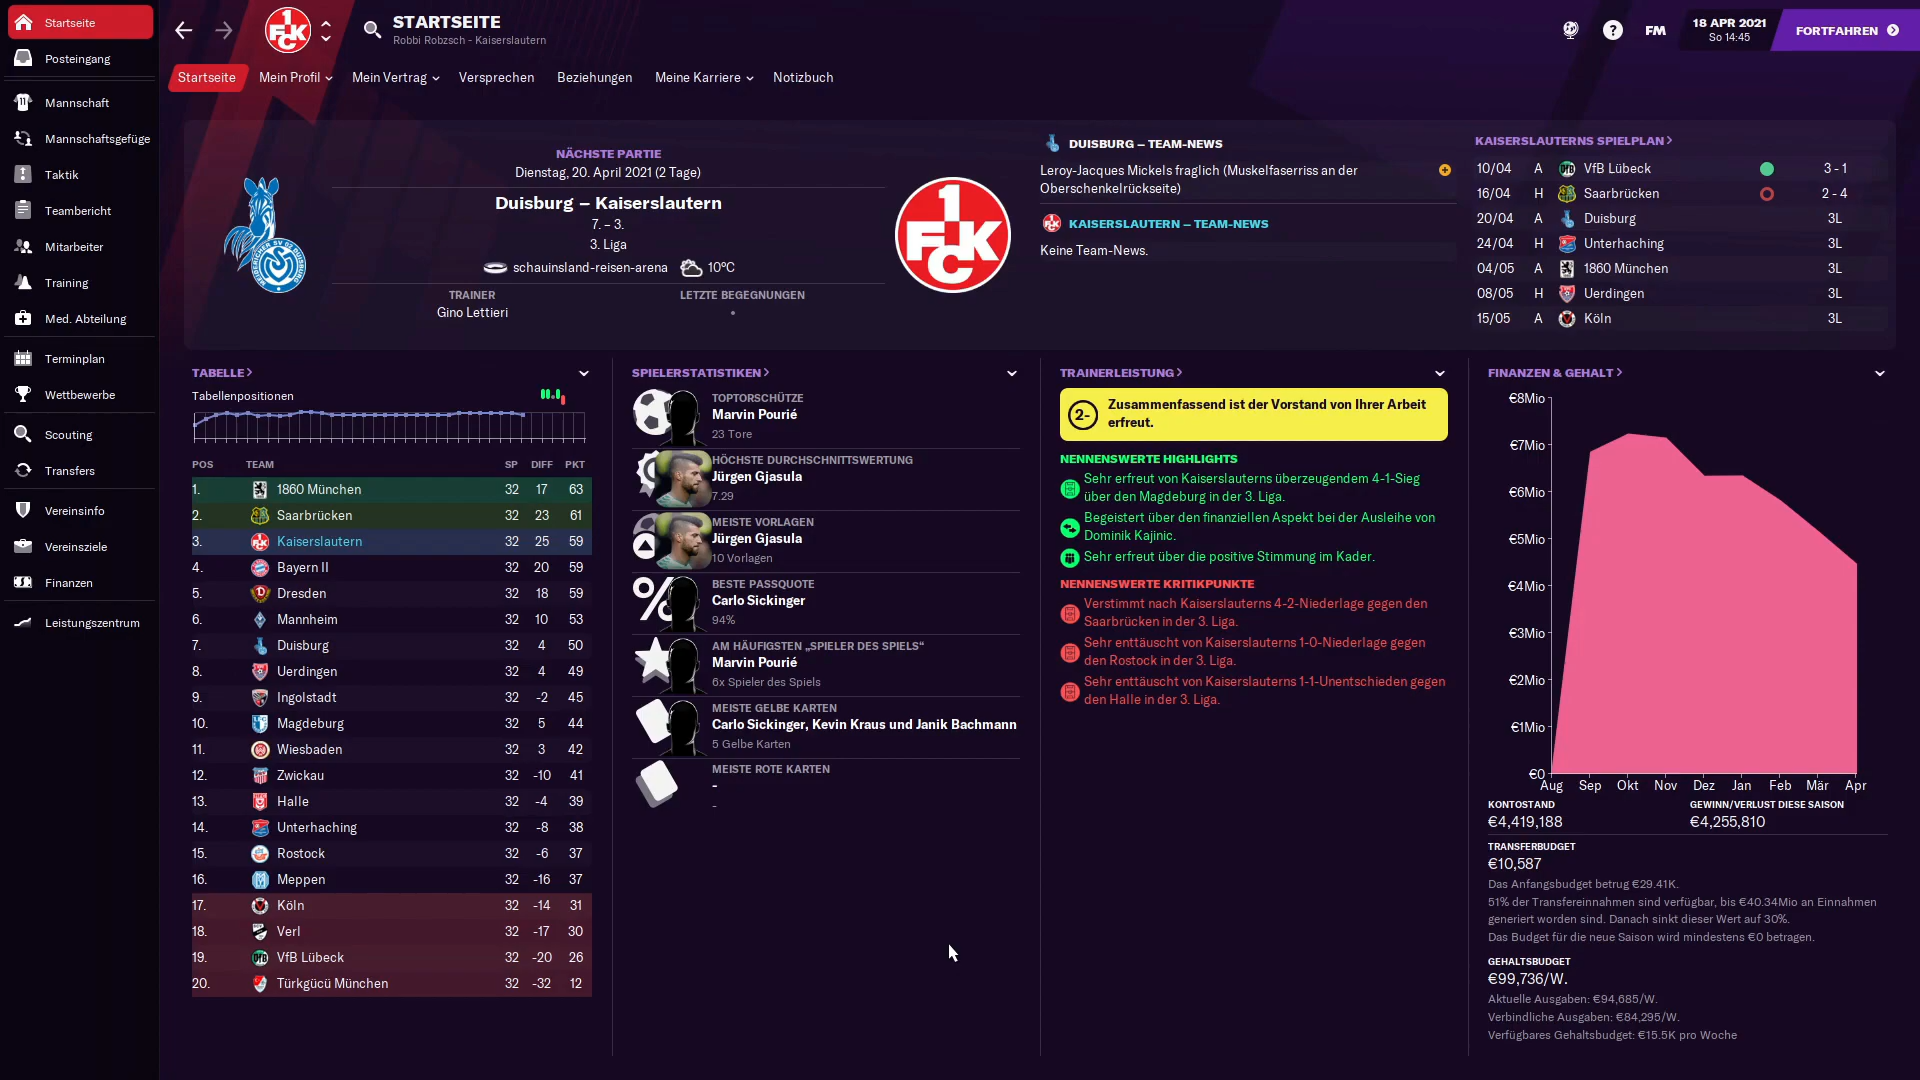 Startseite
Posteingang
Mannschaft
Mannschaftsgefüge
Taktik
Teambericht
Mitarbeiter
Training
Med. Abteilung
Terminplan
Wettbewerbe
Scouting
Transfers
Vereinsinfo
Vereinsziele
Finanzen
Leistungszentrum
STARTSEITE
Robbi Robzsch - Kaiserslautern
FM
18 APR 2021
So 14:45
FORTFAHREN
Startseite Mein Profil Mein Vertrag Versprechen Beziehungen Meine Karriere Notizbuch
NÄCHSTE PARTIE
Dienstag, 20. April 2021 (2 Tage)
Duisburg – Kaiserslautern
7. – 3.
3. Liga
schauinsland-reisen-arena 10°C
TRAINER LETZTE BEGEGNUNGEN
Gino Lettieri
1
FCK
DUISBURG – TEAM-NEWS
Leroy-Jacques Mickels fraglich (Muskelfaserriss an der
Oberschenkelrückseite)
KAISERSLAUTERN – TEAM-NEWS
Keine Team-News.
KAISERSLAUTERNS SPIELPLAN
10/04 A VfB Lübeck 3 - 1
16/04 H Saarbrücken 2 - 4
20/04 A Duisburg 3L
24/04 H Unterhaching 3L
04/05 A 1860 München 3L
08/05 H Uerdingen 3L
15/05 A Köln 3L
TABELLE
Tabellenpositionen
POS TEAM SP DIFF PKT
1. 1860 München 32 17 63
2. Saarbrücken 32 23 61
3. Kaiserslautern 32 25 59
4. Bayern II 32 20 59
5. Dresden 32 18 59
6. Mannheim 32 10 53
7. Duisburg 32 4 50
8. Uerdingen 32 4 49
9. Ingolstadt 32 -2 45
10. Magdeburg 32 5 44
11. Wiesbaden 32 3 42
12. Zwickau 32 -10 41
13. Halle 32 -4 39
14. Unterhaching 32 -8 38
15. Rostock 32 -6 37
16. Meppen 32 -16 37
17. Köln 32 -14 31
18. Verl 32 -17 30
19. VfB Lübeck 32 -20 26
20. Türkgücü München 32 -32 12
SPIELERSTATISTIKEN
TOPTORSCHÜTZE
Marvin Pourié
23 Tore
HÖCHSTE DURCHSCHNITTSWERTUNG
Jürgen Gjasula
7.29
MEISTE VORLAGEN
Jürgen Gjasula
10 Vorlagen
BESTE PASSQUOTE
Carlo Sickinger
94%
AM HÄUFIGSTEN „SPIELER DES SPIELS“
Marvin Pourié
6x Spieler des Spiels
MEISTE GELBE KARTEN
Carlo Sickinger, Kevin Kraus und Janik Bachmann
5 Gelbe Karten
MEISTE ROTE KARTEN
-
-
TRAINERLEISTUNG
2- Zusammenfassend ist der Vorstand von Ihrer Arbeit
erfreut.
NENNENSWERTE HIGHLIGHTS
Sehr erfreut von Kaiserslauterns überzeugendem 4-1-Sieg
über den Magdeburg in der 3. Liga.
Begeistert über den finanziellen Aspekt bei der Ausleihe von
Dominik Kajinic.
Sehr erfreut über die positive Stimmung im Kader.
NENNENSWERTE KRITIKPUNKTE
Verstimmt nach Kaiserslauterns 4-2-Niederlage gegen den
Saarbrücken in der 3. Liga.
Sehr enttäuscht von Kaiserslauterns 1-0-Niederlage gegen
den Rostock in der 3. Liga.
Sehr enttäuscht von Kaiserslauterns 1-1-Unentschieden gegen
den Halle in der 3. Liga.
FINANZEN & GEHALT
€8Mio
€7Mio
€6Mio
€5Mio
€4Mio
€3Mio
€2Mio
€1Mio
€0
Aug Sep Okt Nov Dez Jan Feb Mär Apr
KONTOSTAND GEWINN/VERLUST DIESE SAISON
€4,419,188 €4,255,810
TRANSFERBUDGET
€10,587
Das Anfangsbudget betrug €29.41K.
51% der Transfereinnahmen sind verfügbar, bis €40.34Mio an Einnahmen
generiert worden sind. Danach sinkt dieser Wert auf 30%.
Das Budget für die neue Saison wird mindestens €0 betragen.
GEHALTSBUDGET
€99,736/W.
Aktuelle Ausgaben: €94,685/W.
Verbindliche Ausgaben: €84,295/W.
Verfügbares Gehaltsbudget: €15.5K pro Woche